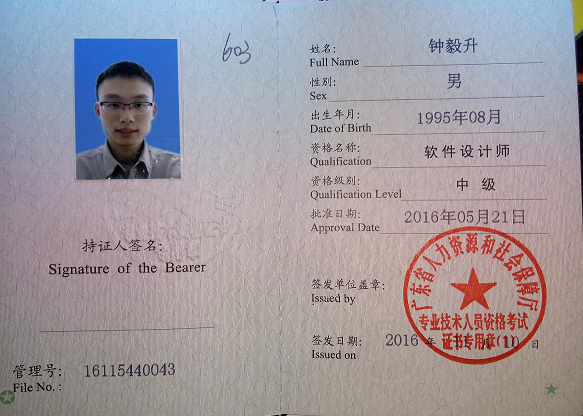 603
姓名: 钟毅升
Full Name
性别: 男
Sex
出生年月: 1995年08月
Date of Birth
资格名称: 软件设计师
Qualification
资格级别: 中级
Qualification Level
批准日期: 2016年05月21日
Approval Date
持证人签名:
Signature of the Bearer
签发单位盖章:
Issued by
广东省人力资源和社会保障厅
专业技术人员资格考试
证书专用章(1)
签发日期: 2016 年 10 日
Issued on
管理号: 16115440043
File No. :